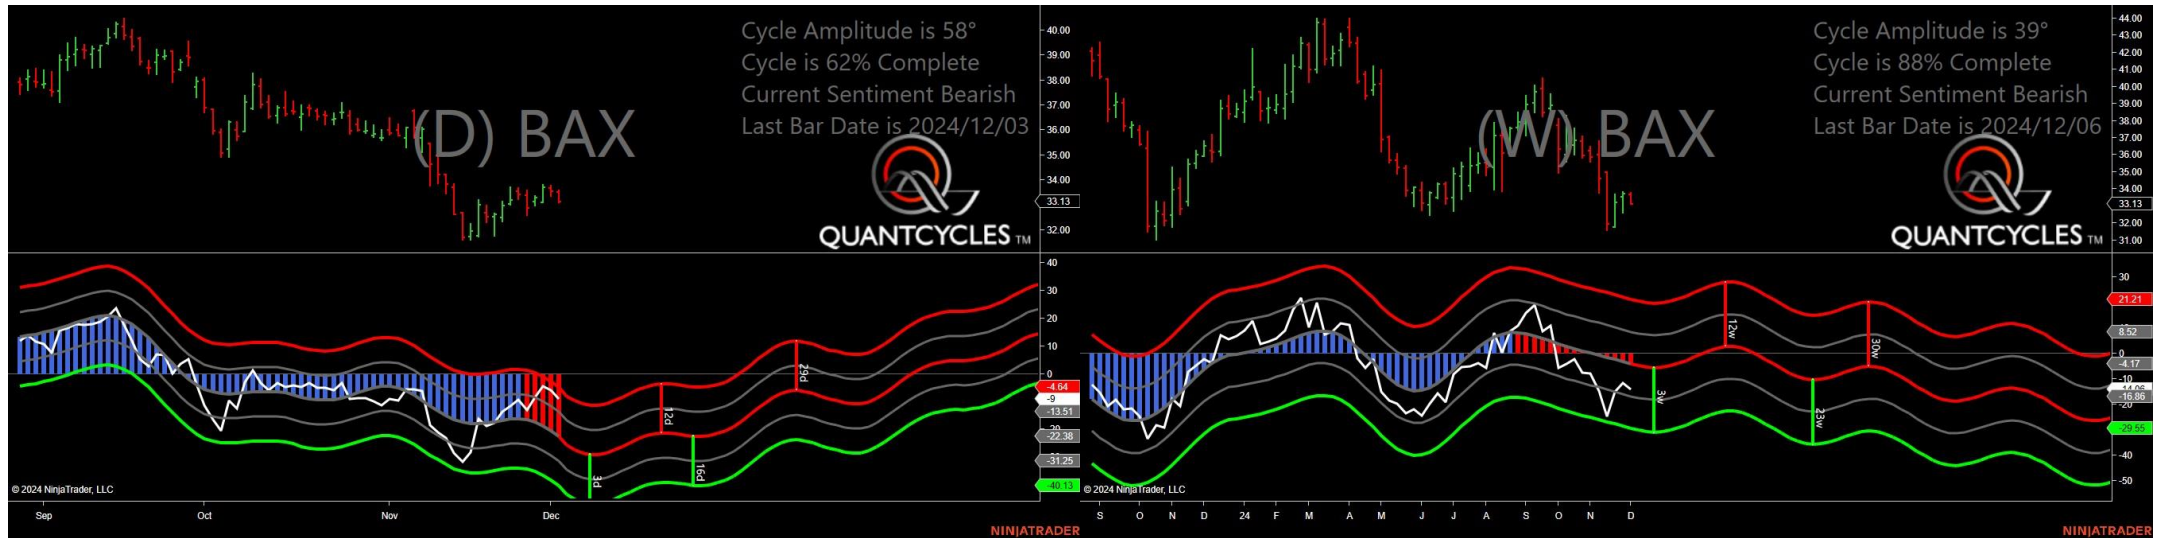 Cycle Amplitude is 58°
Cycle is 62% Complete
Current Sentiment Bearish
Last Bar Date is 2024/12/03
(D) BAX
QUANTCYCLES TM
40.00
39.00
38.00
37.00
36.00
35.00
34.00
33.13
32.00
40
30
20
10
0
-4.64
-9
-13.51
-22.38
-31.25
-40.13
29d
12d
16d
3d
© 2024 NinjaTrader, LLC
Sep Oct Nov Dec
NINJATRADER
Cycle Amplitude is 39°
Cycle is 88% Complete
Current Sentiment Bearish
Last Bar Date is 2024/12/06
(W) BAX
QUANTCYCLES TM
44.00
43.00
42.00
41.00
40.00
39.00
38.00
37.00
36.00
35.00
34.00
33.13
32.00
31.00
30
21.21
8.52
0
-4.17
-10
-14.06
-16.86
-20
-29.55
-40
-50
12w
30w
3w
23w
© 2024 NinjaTrader, LLC
S O N D 24 F M A M J J A S O N D
NINJATRADER